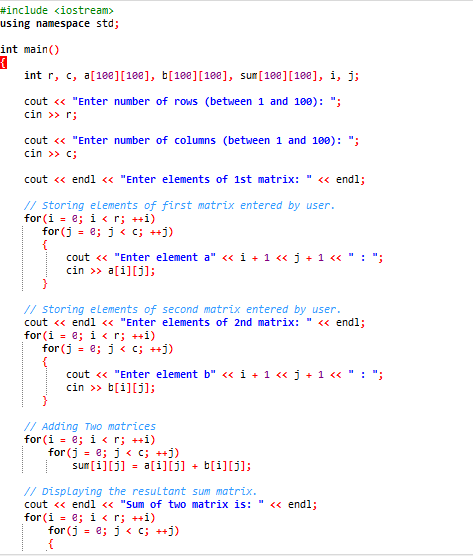 #include <iostream>
using namespace std;
int main()
{
int r, c, a[100][100], b[100][100], sum[100][100], i, j;
cout << "Enter number of rows (between 1 and 100): ";
cin >> r;
cout << "Enter number of columns (between 1 and 100): ";
cin >> c;
cout << endl << "Enter elements of 1st matrix: " << endl;
// Storing elements of first matrix entered by user.
for(i = 0; i < r; ++i)
for(j = 0; j < c; ++j)
{
cout << "Enter element a" << i + 1 << j + 1 << " : ";
cin >> a[i][j];
}
// Storing elements of second matrix entered by user.
cout << endl << "Enter elements of 2nd matrix: " << endl;
for(i = 0; i < r; ++i)
for(j = 0; j < c; ++j)
{
cout << "Enter element b" << i + 1 << j + 1 << " : ";
cin >> b[i][j];
}
// Adding Two matrices
for(i = 0; i < r; ++i)
for(j = 0; j < c; ++j)
sum[i][j] = a[i][j] + b[i][j];
// Displaying the resultant sum matrix.
cout << endl << "Sum of two matrix is: " << endl;
for(i = 0; i < r; ++i)
for(j = 0; j < c; ++j)
{